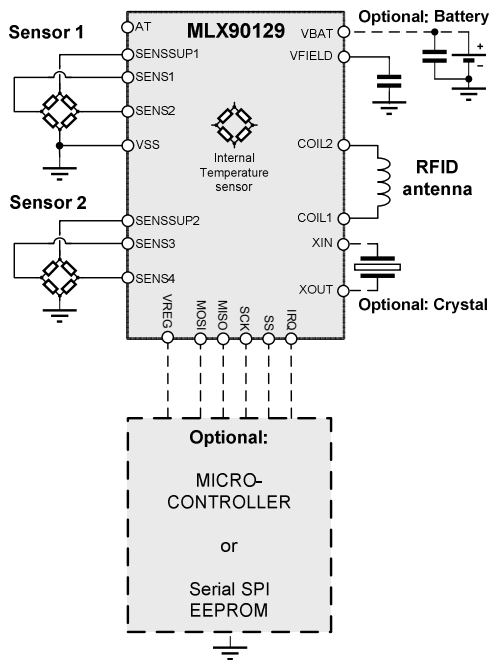 Sensor 1
AT
SENSSUP1
SENS1
SENS2
VSS
Sensor 2
SENSSUP2
SENS3
SENS4
MLX90129
Internal
Temperature
sensor
Optional: Battery
VBAT
+
-
VFIELD
COIL2
RFID
antenna
COIL1
XIN
XOUT
Optional: Crystal
VREG
MOSI
MISO
SCK
SS
IRQ
Optional:
MICRO-
CONTROLLER
or
Serial SPI
EEPROM